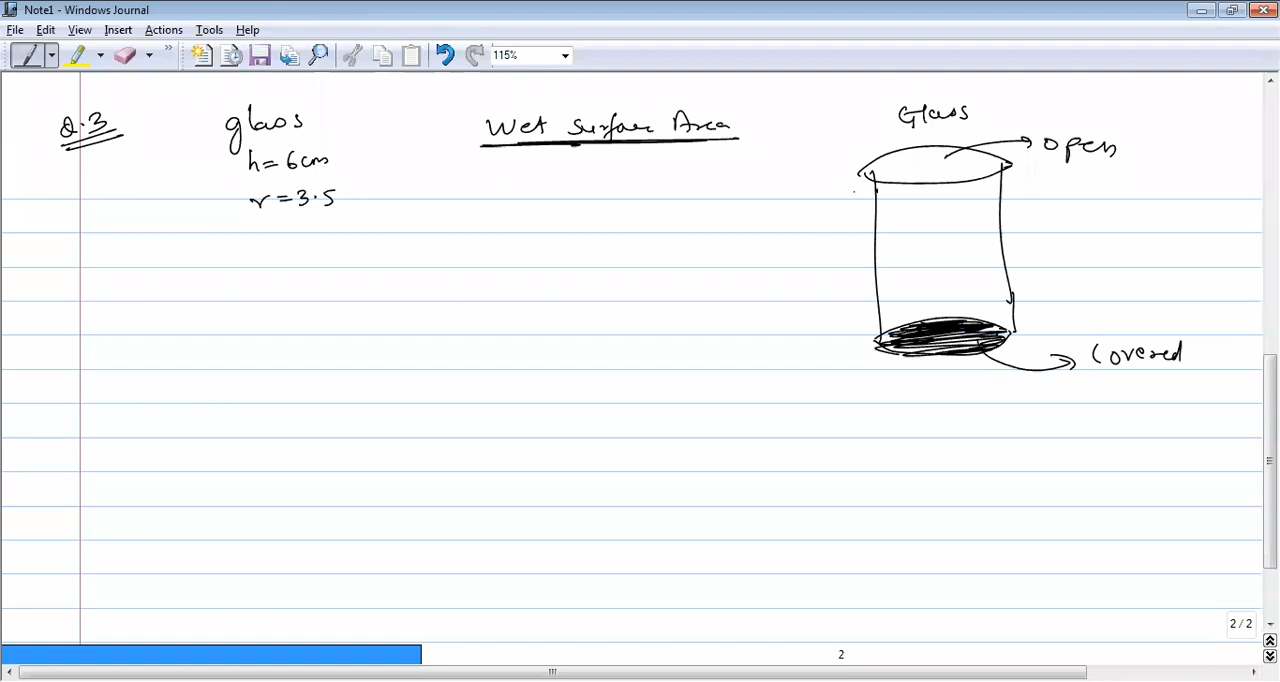 Note1 - Windows Journal
File Edit View Insert Actions Tools Help
115%
Q.3
glass
h = 6cm
r = 3.5
Wet Surface Area
Glass
open
Covered
2 / 2
2